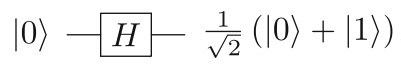 |0⟩ H 1/√2 (|0⟩ + |1⟩)